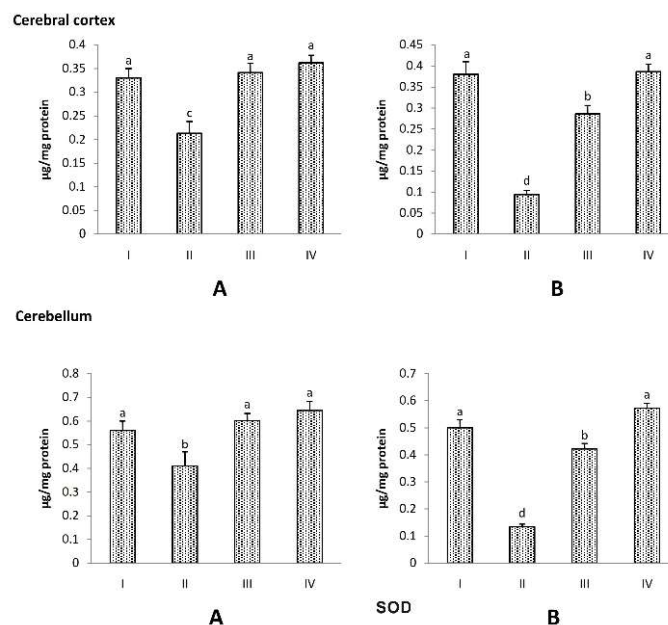 Cerebral cortex
0.4
0.35
0.3
0.25
0.2
0.15
0.1
0.05
0
µg/mg protein
a
c
a
a
I II III IV
A
0.45
0.4
0.35
0.3
0.25
0.2
0.15
0.1
0.05
0
µg/mg protein
a
d
b
a
I II III IV
B
Cerebellum
0.8
0.7
0.6
0.5
0.4
0.3
0.2
0.1
0
µg/mg protein
a
b
a
a
I II III IV
A
0.7
0.6
0.5
0.4
0.3
0.2
0.1
0
µg/mg protein
a
d
b
a
I II III IV
B
SOD